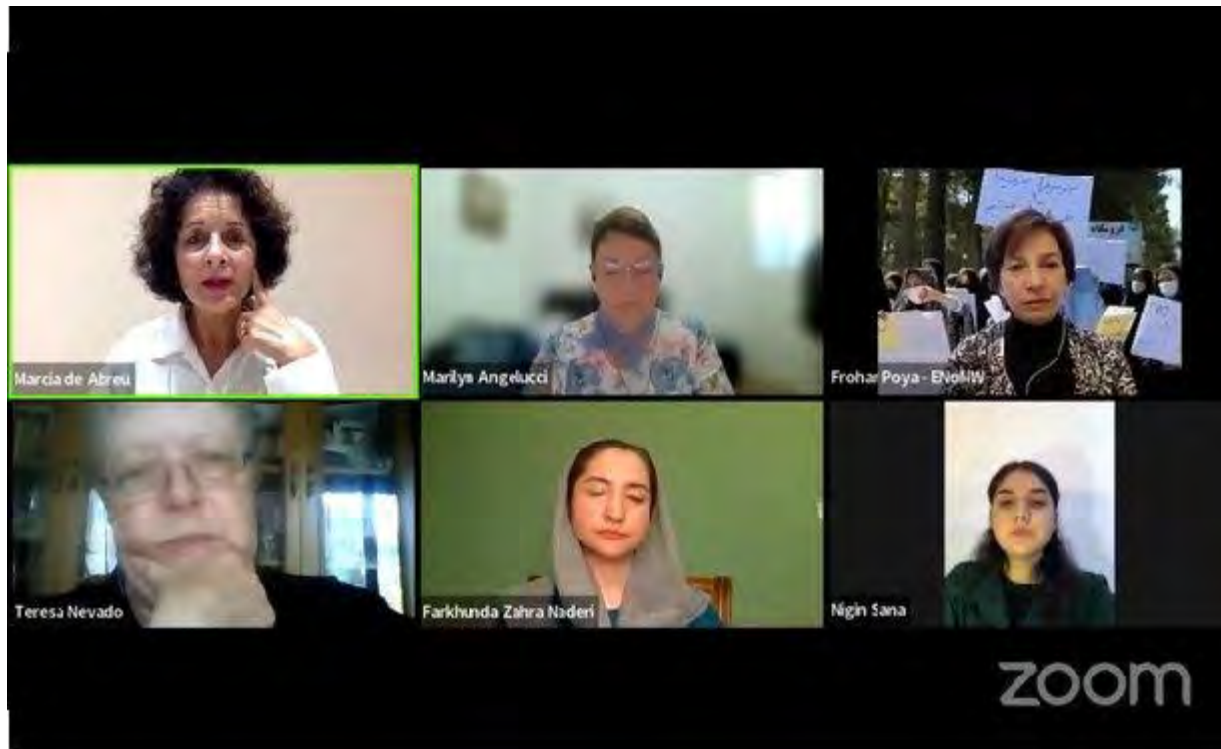 Marcia de Abreu
Marilyn Angelucci
Frohar Poya - ENoMW
Teresa Nevado
Farkhunda Zahra Naderi
Nigin Sana
zoom